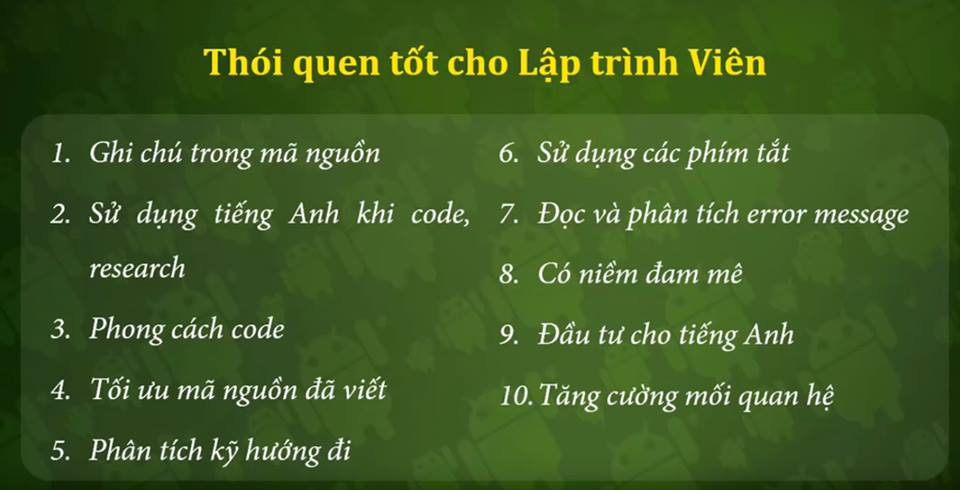 Thói quen tốt cho Lập trình Viên
1. Ghi chú trong mã nguồn
2. Sử dụng tiếng Anh khi code,
research
3. Phong cách code
4. Tối ưu mã nguồn đã viết
5. Phân tích kỹ hướng đi
6. Sử dụng các phím tắt
7. Đọc và phân tích error message
8. Có niềm đam mê
9. Đầu tư cho tiếng Anh
10. Tăng cường mối quan hệ